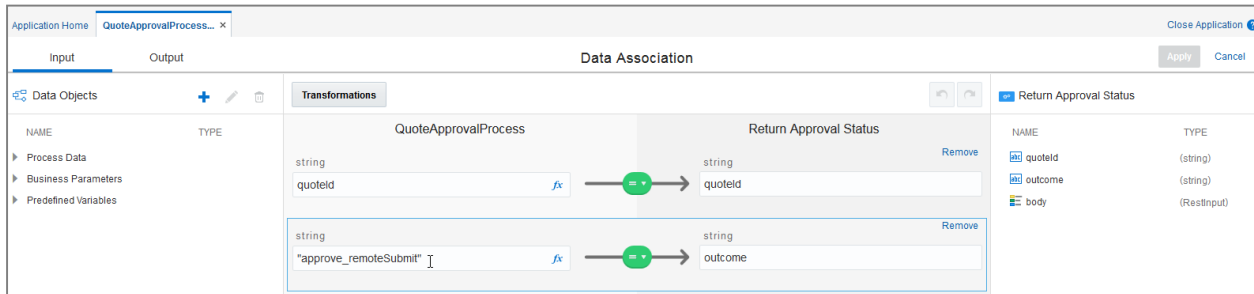 Application Home QuoteApprovalProcess... × Close Application ?
Input Output Data Association Apply Cancel
Data Objects Transformations Return Approval Status
NAME TYPE QuoteApprovalProcess Return Approval Status NAME TYPE
Process Data
Business Parameters
Predefined Variables
string string Remove
quoteId fx = quoteId
string string Remove
"approve_remoteSubmit" fx = outcome
abc quoteId (string)
abc outcome (string)
body (RestInput)